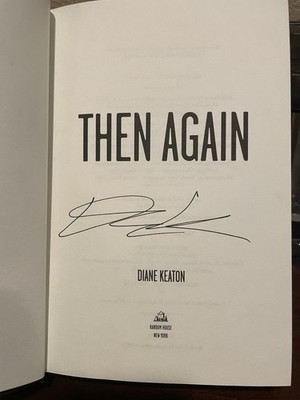 THEN AGAIN
DIANE KEATON
RANDOM HOUSE
NEW YORK